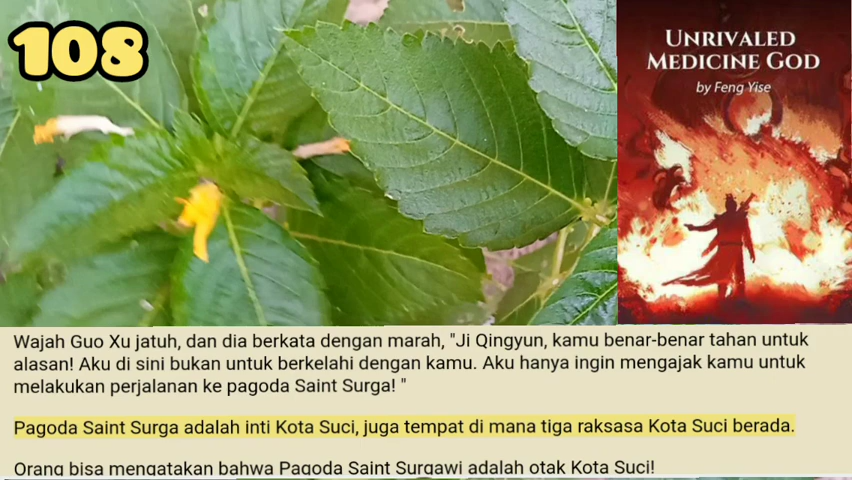 108
UNRIVALED
MEDICINE GOD
by Feng Yise
Wajah Guo Xu jatuh, dan dia berkata dengan marah, "Ji Qingyun, kamu benar-benar tahan untuk
alasan! Aku di sini bukan untuk berkelahi dengan kamu. Aku hanya ingin mengajak kamu untuk
melakukan perjalanan ke pagoda Saint Surga! "
Pagoda Saint Surga adalah inti Kota Suci, juga tempat di mana tiga raksasa Kota Suci berada.
Orang bisa mengatakan bahwa Pagoda Saint Surgawi adalah otak Kota Suci!